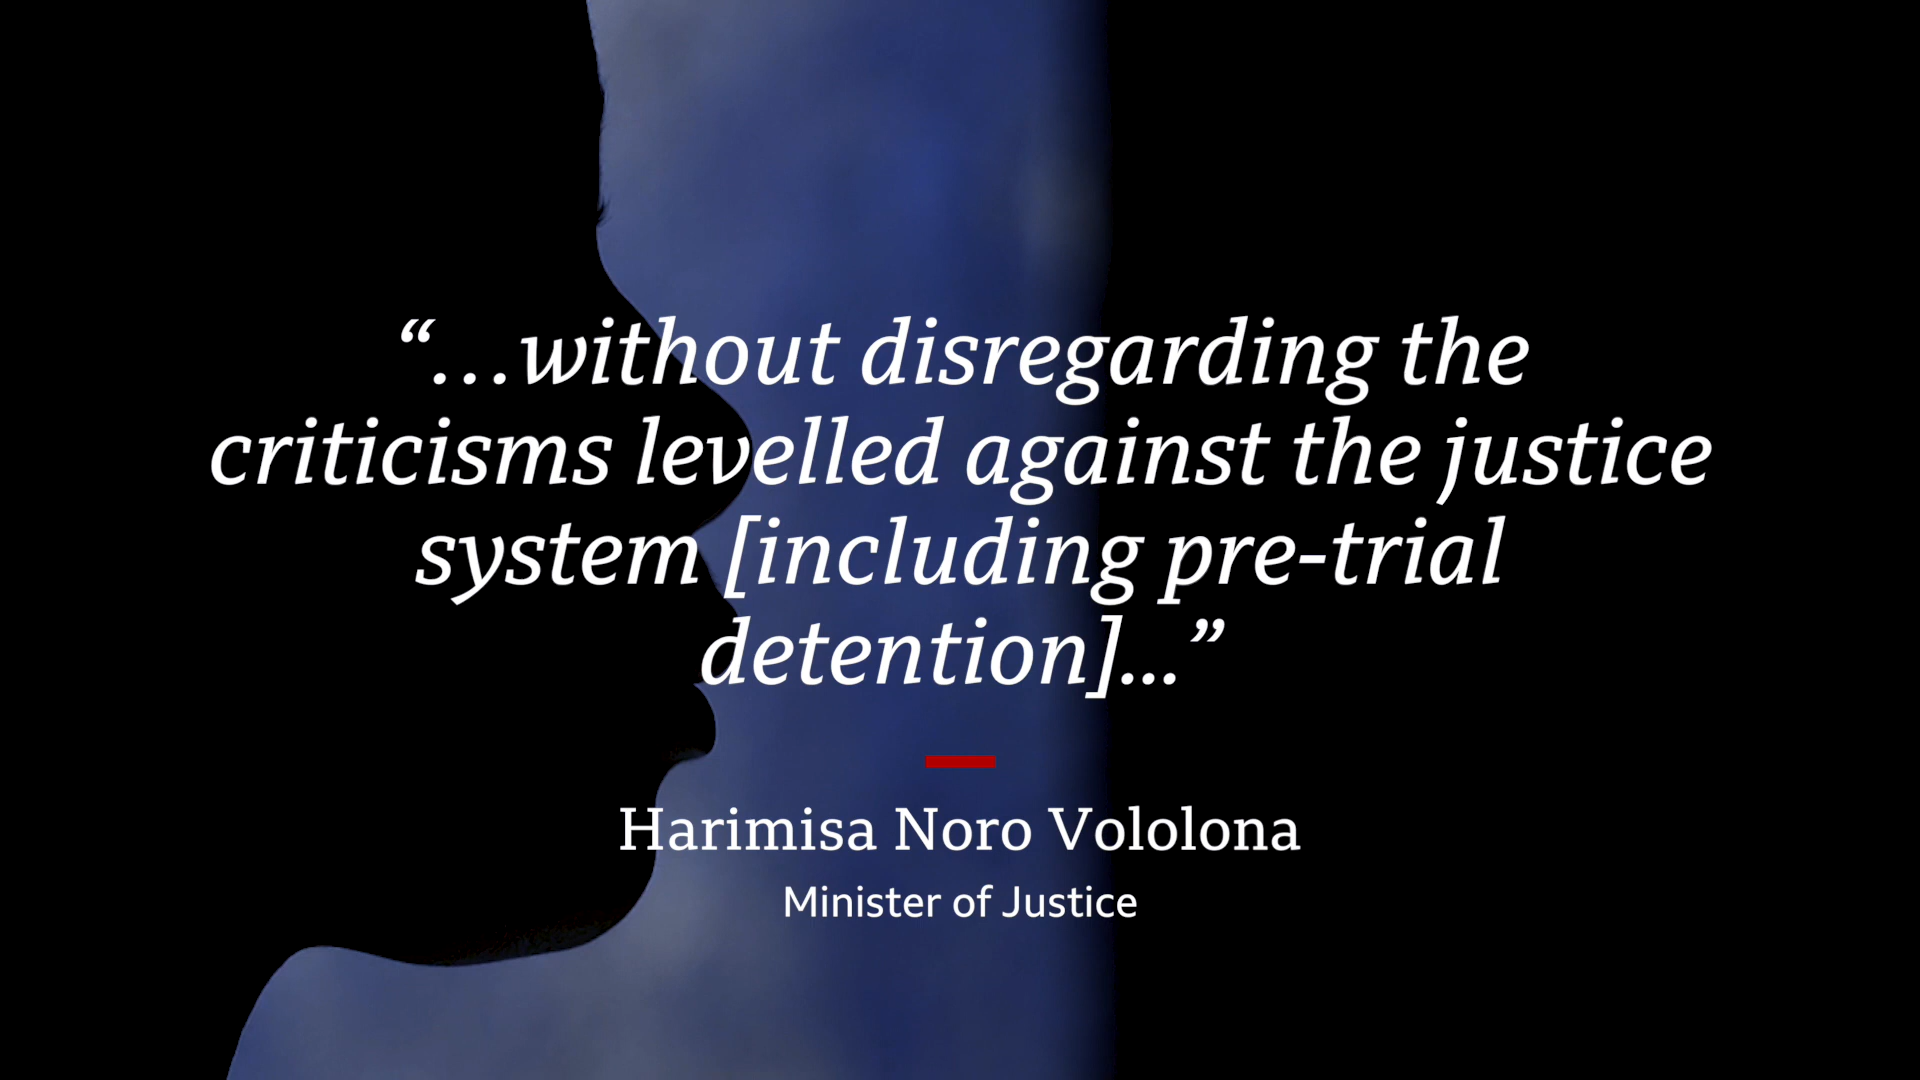 “…without disregarding the
criticisms levelled against the justice
system [including pre-trial
detention]...”
Harimisa Noro Vololona
Minister of Justice